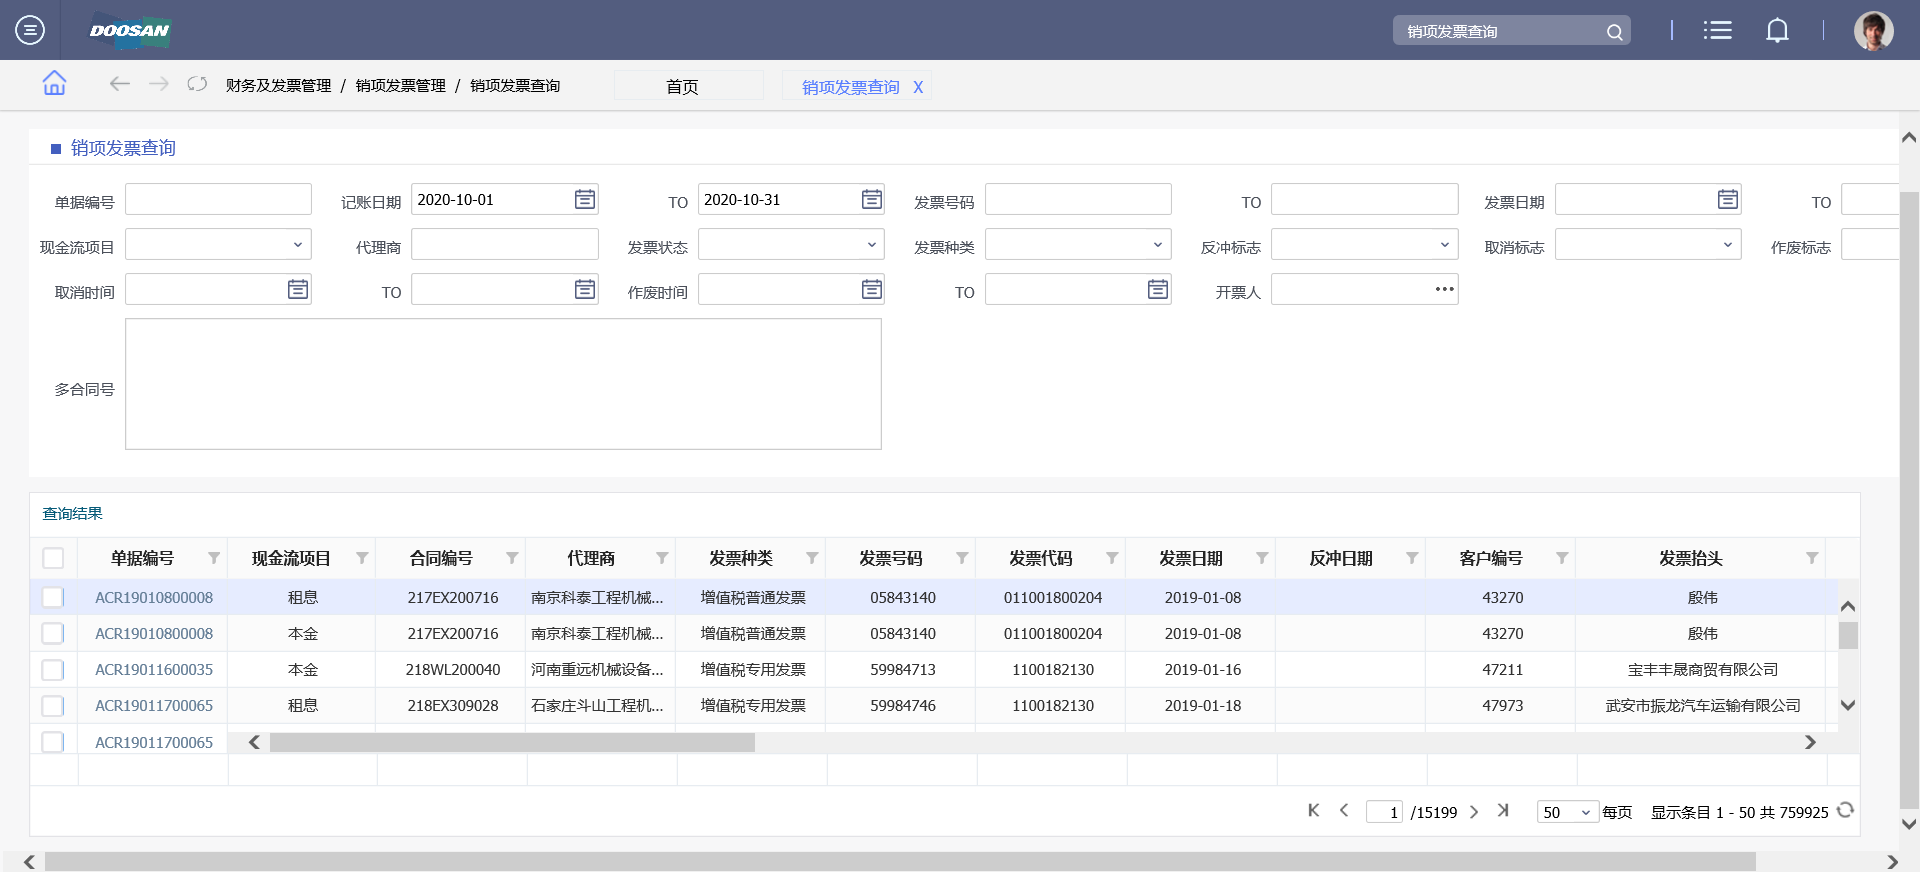 DOOSAN
销项发票查询
财务及发票管理 / 销项发票管理 / 销项发票查询
首页
销项发票查询 X
销项发票查询
单据编号 记账日期 2020-10-01 TO 2020-10-31 发票号码 TO 发票日期 TO
现金流项目 代理商 发票状态 发票种类 反冲标志 取消标志 作废标志
取消时间 TO 作废时间 TO 开票人
多合同号
查询结果
单据编号 现金流项目 合同编号 代理商 发票种类 发票号码 发票代码 发票日期 反冲日期 客户编号 发票抬头
ACR19010800008 租息 217EX200716 南京科泰工程机械... 增值税普通发票 05843140 011001800204 2019-01-08 43270 殷伟
ACR19010800008 本金 217EX200716 南京科泰工程机械... 增值税普通发票 05843140 011001800204 2019-01-08 43270 殷伟
ACR19011600035 本金 218WL200040 河南重远机械设备... 增值税专用发票 59984713 1100182130 2019-01-16 47211 宝丰丰晟商贸有限公司
ACR19011700065 租息 218EX309028 石家庄斗山工程机... 增值税专用发票 59984746 1100182130 2019-01-18 47973 武安市振龙汽车运输有限公司
ACR19011700065
1 /15199 50 每页 显示条目 1 - 50 共 759925